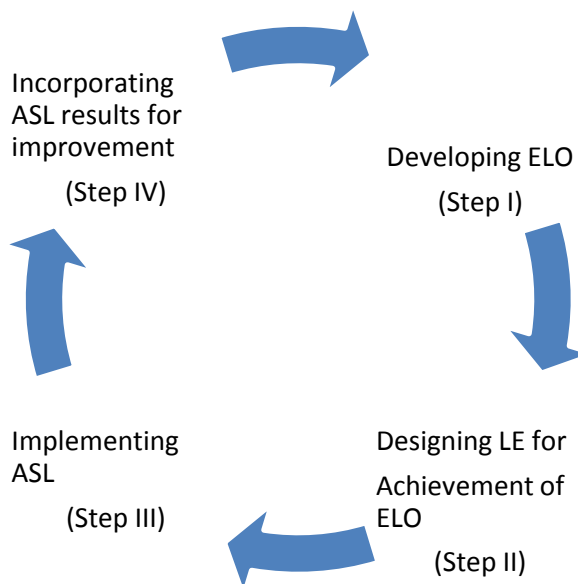 Incorporating
ASL results for
improvement
(Step IV)
Developing ELO
(Step I)
Implementing
ASL
(Step III)
Designing LE for
Achievement of
ELO
(Step II)